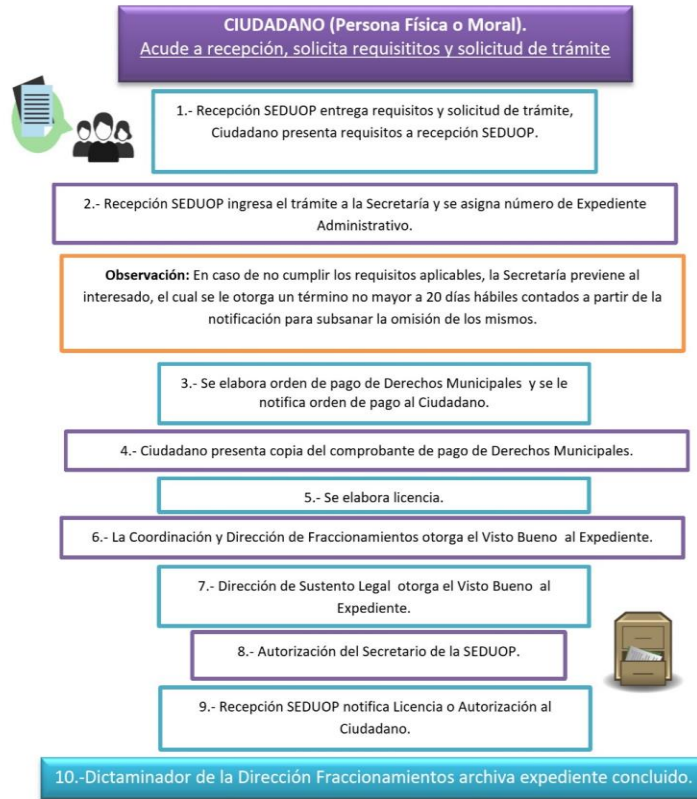 CIUDADANO (Persona Física o Moral).
Acude a recepción, solicita requisititos y solicitud de trámite
1.- Recepción SEDUOP entrega requisitos y solicitud de trámite,
Ciudadano presenta requisitos a recepción SEDUOP.
2.- Recepción SEDUOP ingresa el trámite a la Secretaría y se asigna número de Expediente
Administrativo.
Observación: En caso de no cumplir los requisitos aplicables, la Secretaría previene al
interesado, el cual se le otorga un término no mayor a 20 días hábiles contados a partir de la
notificación para subsanar la omisión de los mismos.
3.- Se elabora orden de pago de Derechos Municipales y se le
notifica orden de pago al Ciudadano.
4.- Ciudadano presenta copia del comprobante de pago de Derechos Municipales.
5.- Se elabora licencia.
6.- La Coordinación y Dirección de Fraccionamientos otorga el Visto Bueno al Expediente.
7.- Dirección de Sustento Legal otorga el Visto Bueno al
Expediente.
8.- Autorización del Secretario de la SEDUOP.
9.- Recepción SEDUOP notifica Licencia o Autorización al
Ciudadano.
10.-Dictaminador de la Dirección Fraccionamientos archiva expediente concluido.